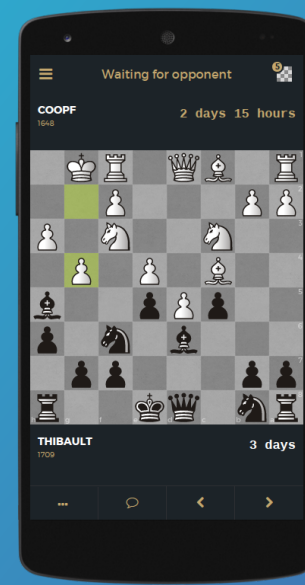 Waiting for opponent
5
COOPF
1648
2 days 15 hours
THIBAULT
1709
3 days